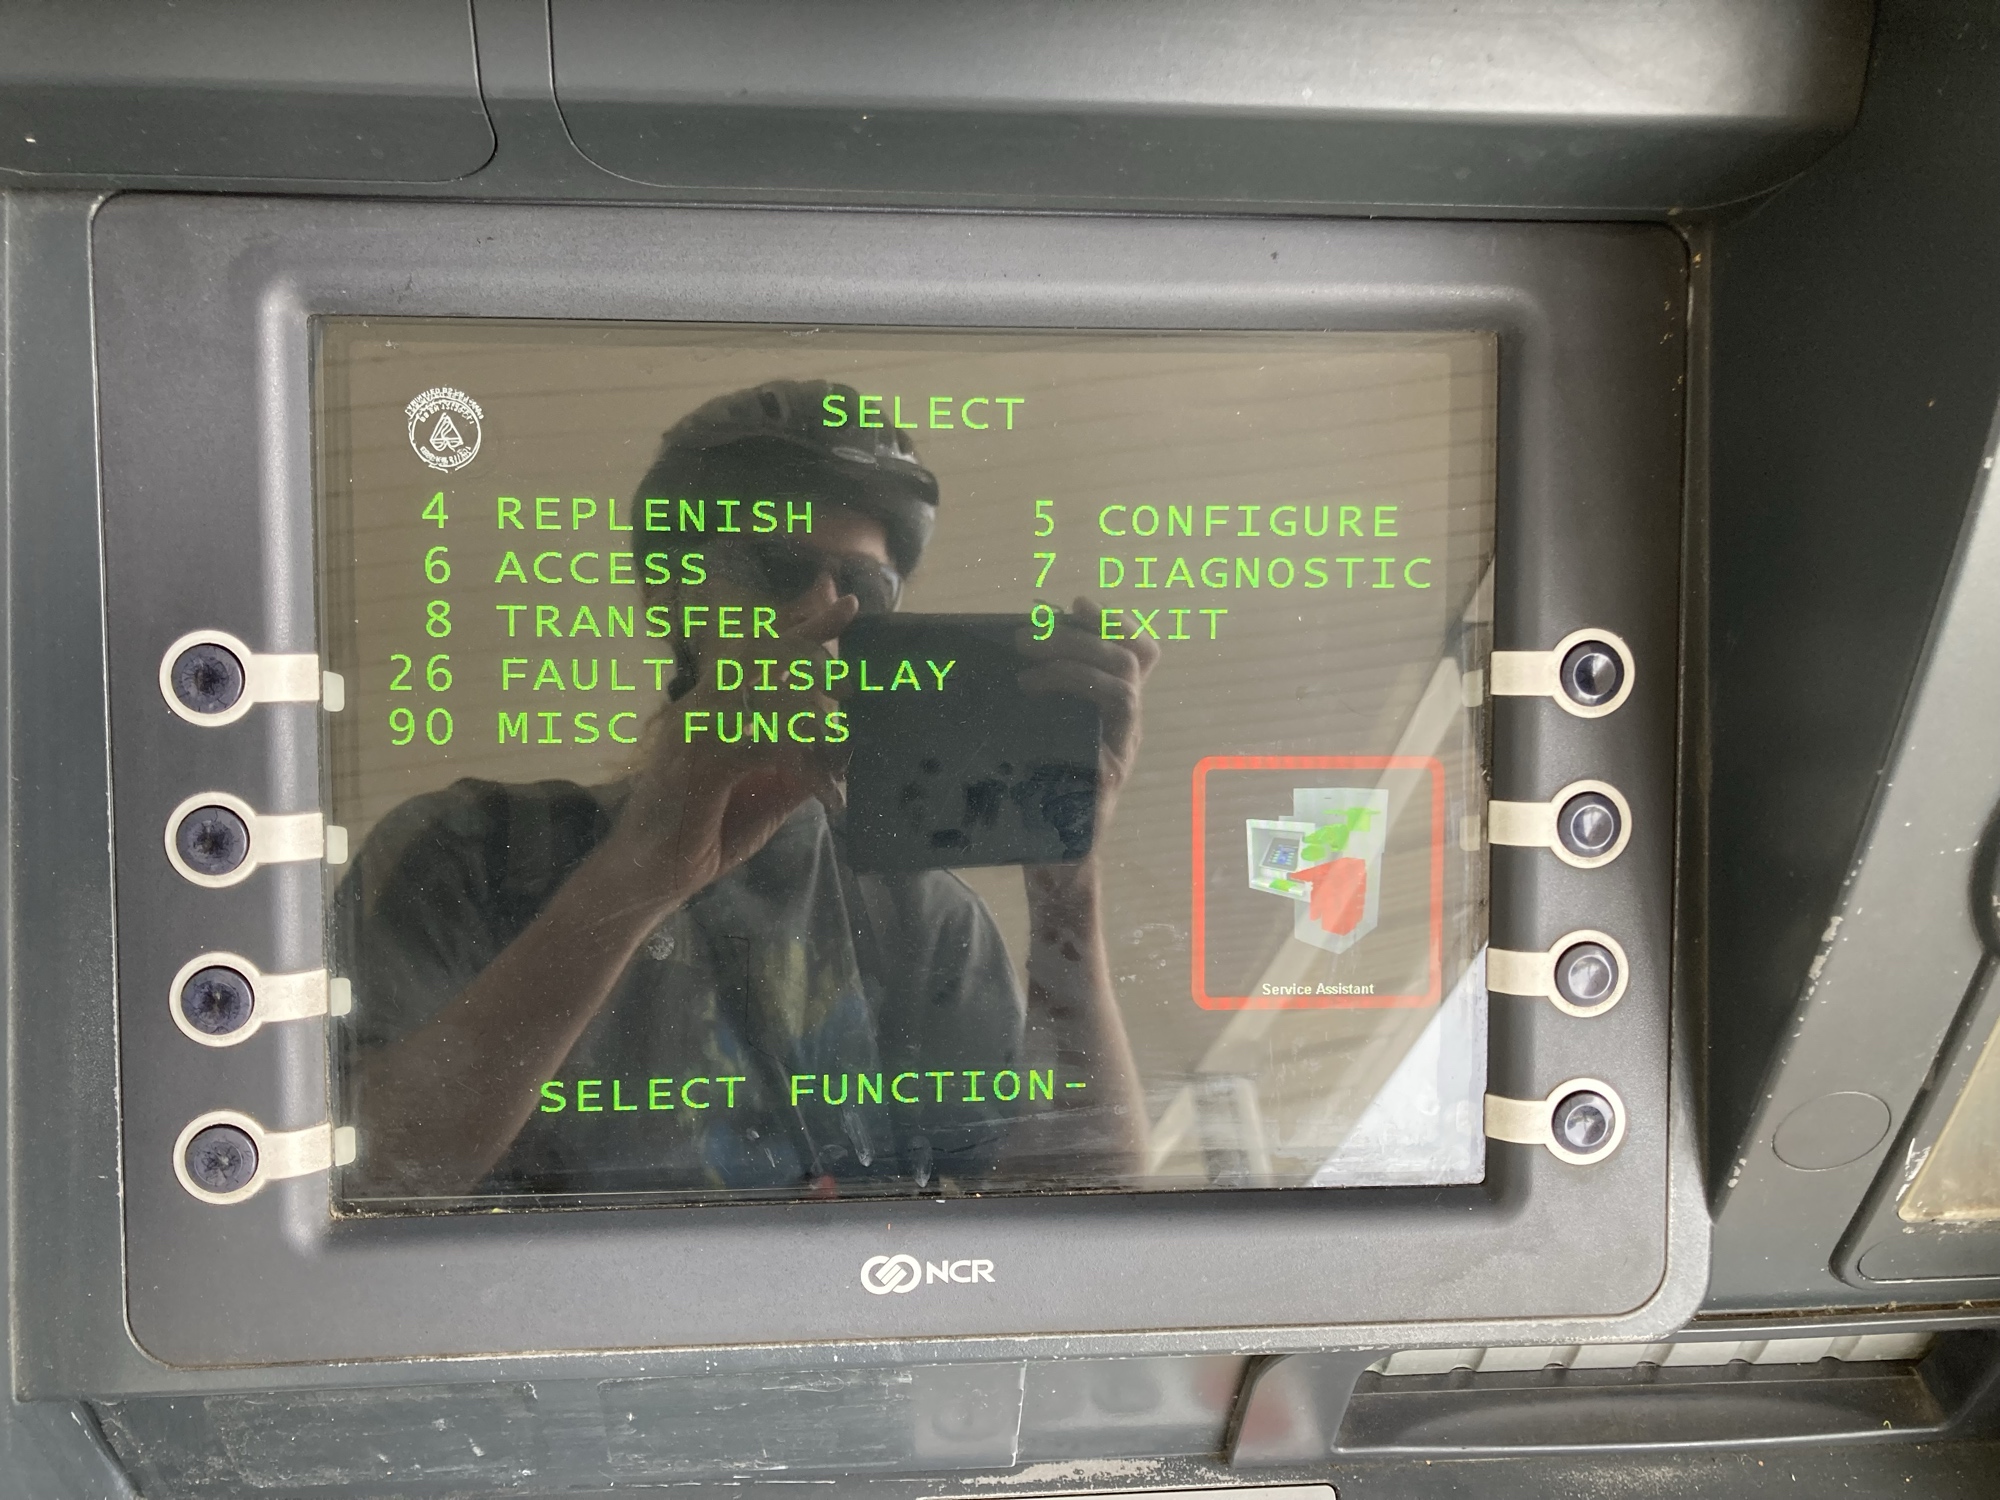 SELECT
4 REPLENISH 5 CONFIGURE
6 ACCESS 7 DIAGNOSTIC
8 TRANSFER 9 EXIT
26 FAULT DISPLAY
90 MISC FUNCS
Service Assistant
SELECT FUNCTION-
NCR